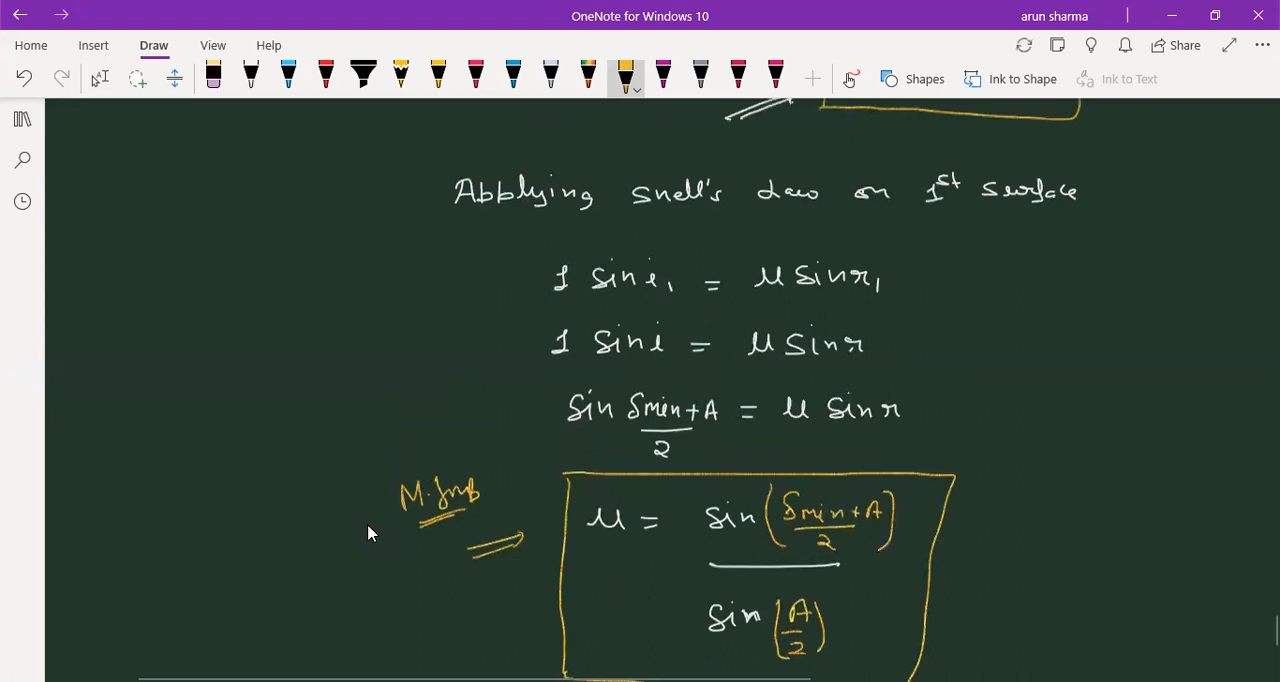 OneNote for Windows 10
arun sharma
Home Insert Draw View Help
Share
Shapes Ink to Shape Ink to Text
Applying Snell's Law on 1st surface
1 sin i₁ = μ sin r₁
1 sin i = μ sin r
sin δmin + A / 2 = μ sin r
M. Imp
μ = sin (δmin + A / 2)
sin (A / 2)